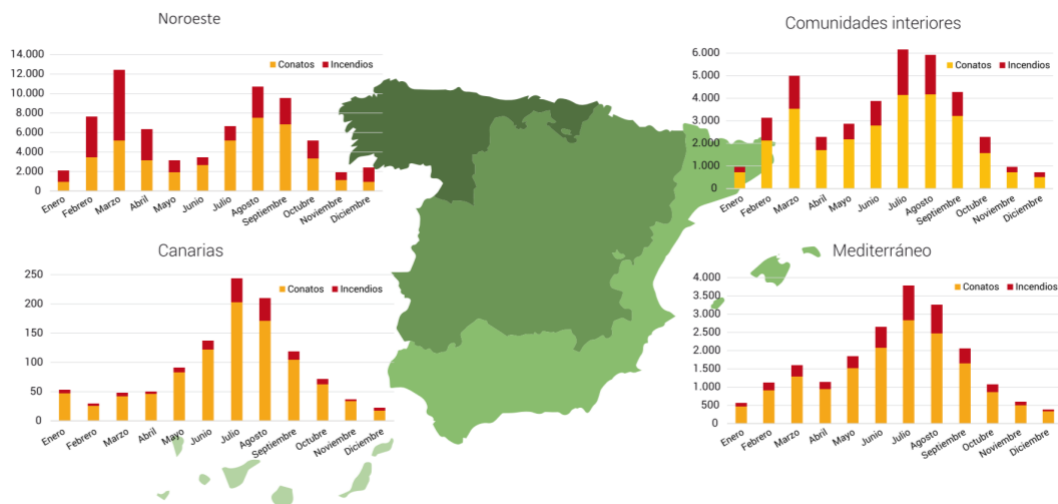 Noroeste
14.000
12.000
10.000
8.000
6.000
4.000
2.000
0
Conatos Incendios
Enero Febrero Marzo Abril Mayo Junio Julio Agosto Septiembre Octubre Noviembre Diciembre
Comunidades interiores
6.000
5.000
4.000
3.000
2.000
1.000
0
Conatos Incendios
Enero Febrero Marzo Abril Mayo Junio Julio Agosto Septiembre Octubre Noviembre Diciembre
Canarias
250
200
150
100
50
0
Conatos Incendios
Enero Febrero Marzo Abril Mayo Junio Julio Agosto Septiembre Octubre Noviembre Diciembre
Mediterráneo
4.000
3.500
3.000
2.500
2.000
1.500
1.000
500
0
Conatos Incendios
Enero Febrero Marzo Abril Mayo Junio Julio Agosto Septiembre Octubre Noviembre Diciembre